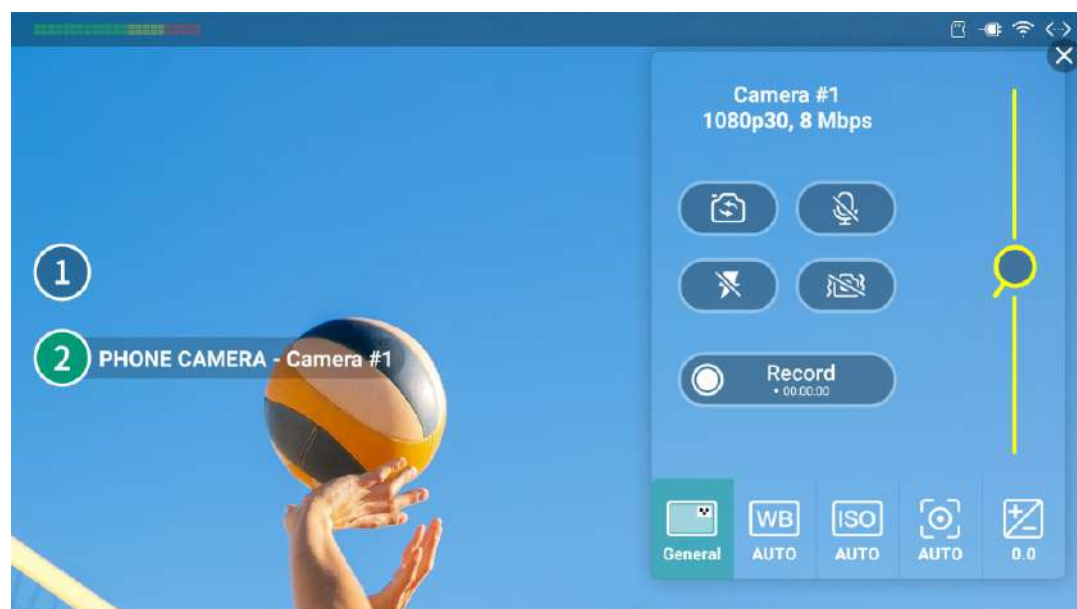 Camera #1
1080p30, 8 Mbps
1
2 PHONE CAMERA - Camera #1
Record
• 00:00:00
WB
ISO
General
AUTO
AUTO
AUTO
0.0